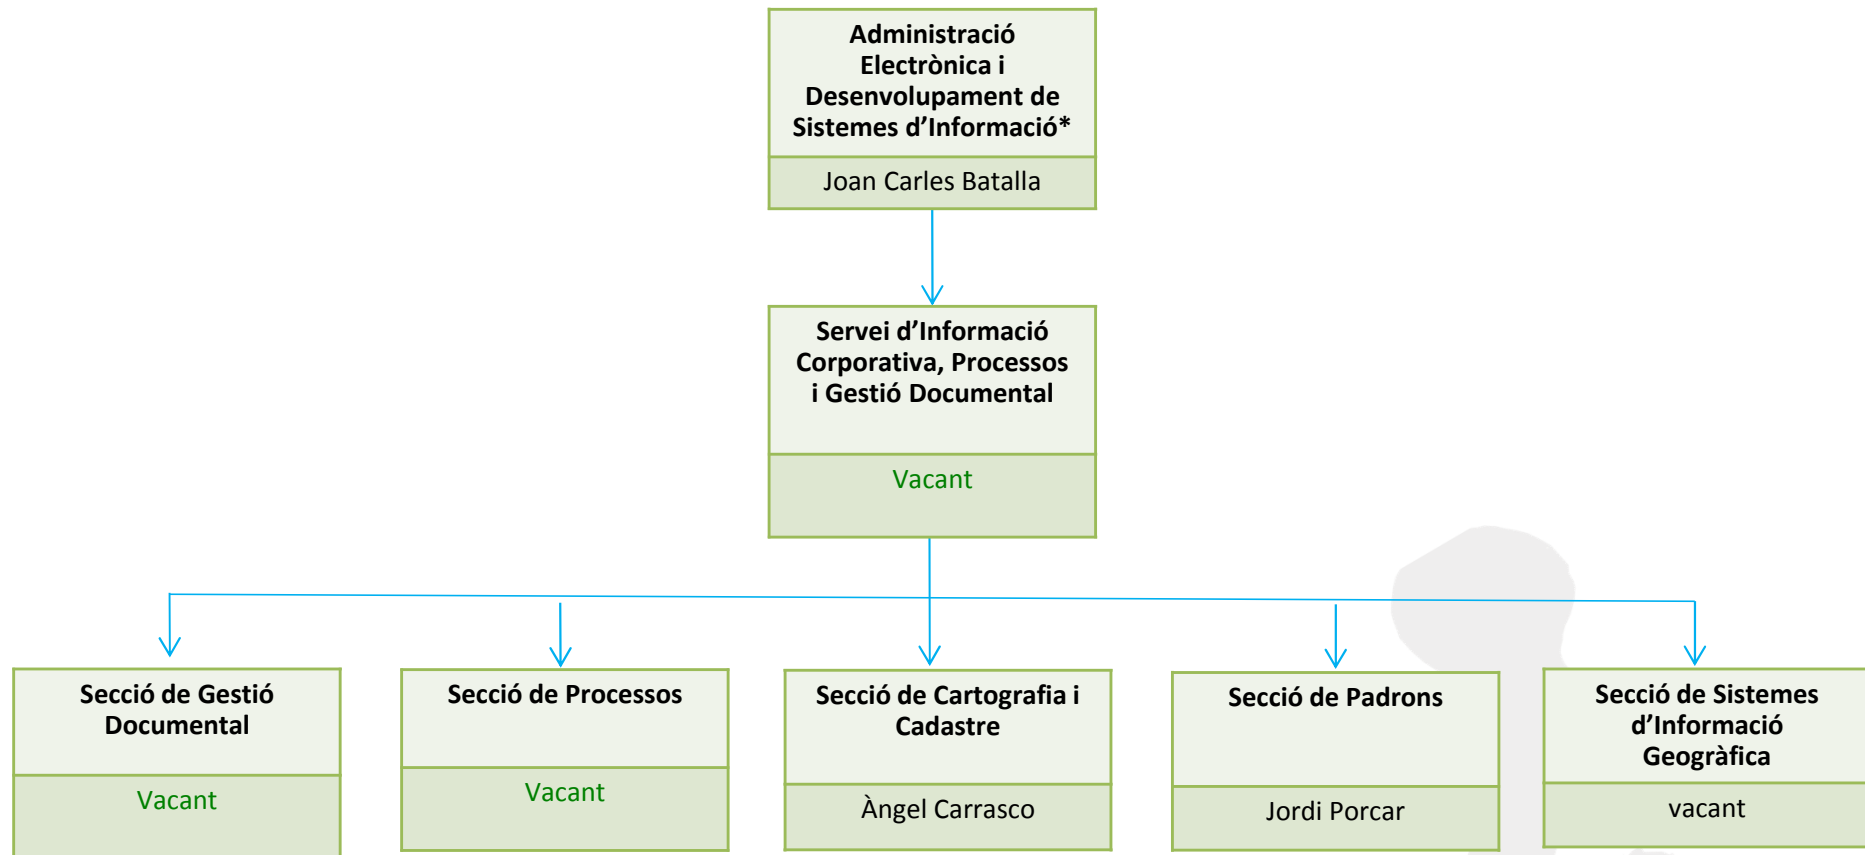 Administració
Electrònica i
Desenvolupament de
Sistemes d’Informació*
Joan Carles Batalla
Servei d’Informació
Corporativa, Processos
i Gestió Documental
Vacant
Secció de Gestió
Documental
Vacant
Secció de Processos
Vacant
Secció de Cartografia i
Cadastre
Àngel Carrasco
Secció de Padrons
Jordi Porcar
Secció de Sistemes
d’Informació
Geogràfica
vacant